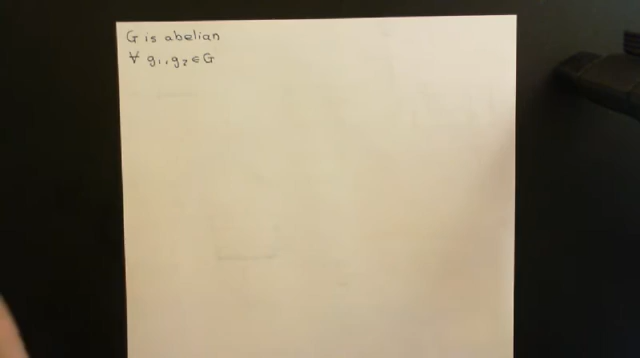 G is abelian
∀ g₁, g₂ ∈ G